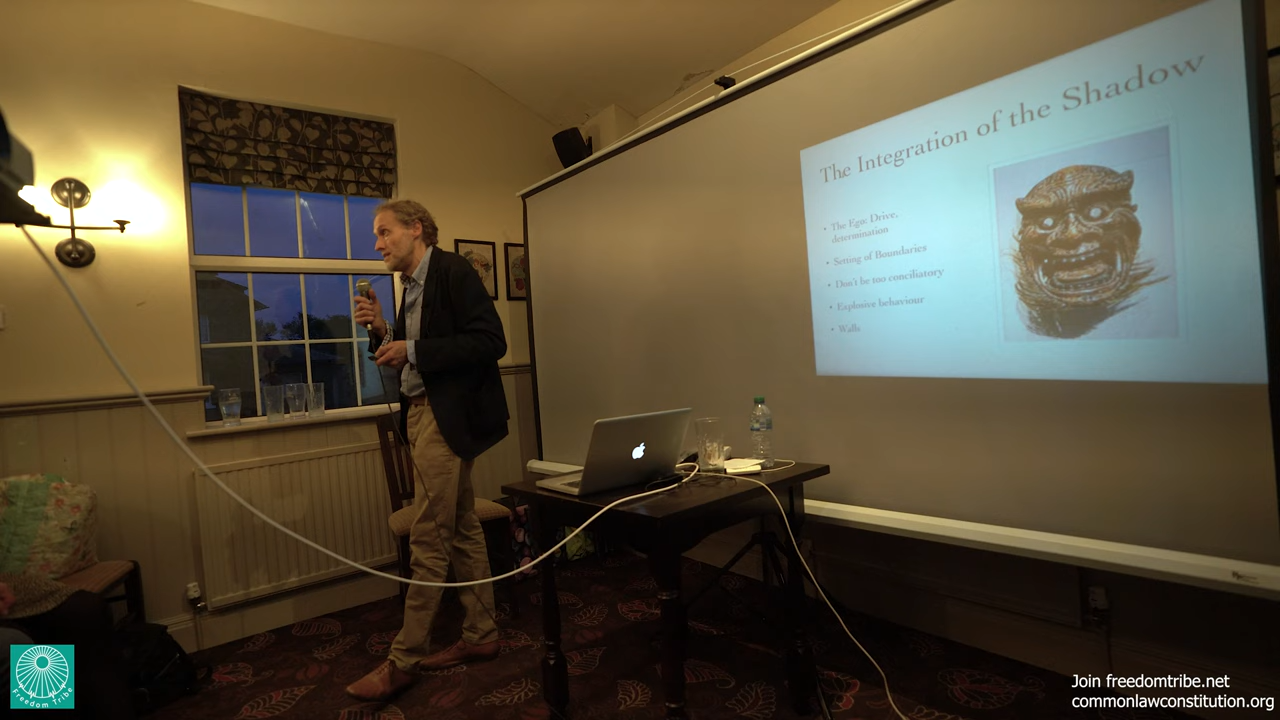 The Integration of the Shadow
• The Ego: Drive,
determination
• Setting of Boundaries
• Don't be too conciliatory
• Explosive behaviour
• Walls
Freedom Tribe
Join freedomtribe.net
commonlawconstitution.org